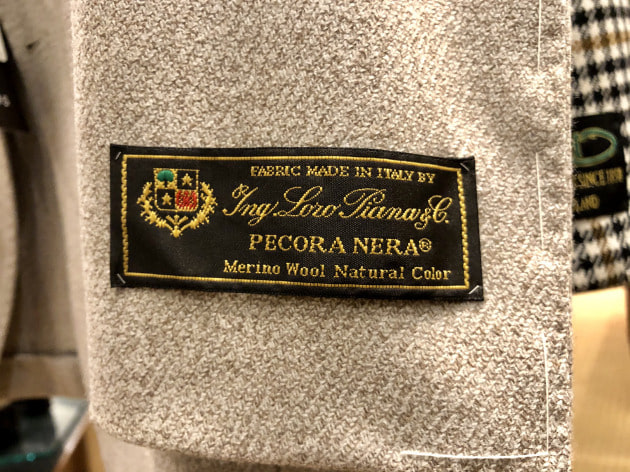 FABRIC MADE IN ITALY BY
Ing. Loro Piana & C.
PECORA NERA®
Merino Wool Natural Color